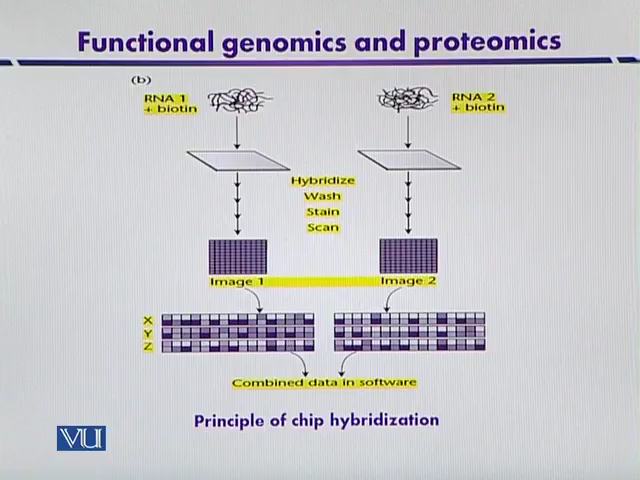 Functional genomics and proteomics
(b)
RNA 1
+ biotin
RNA 2
+ biotin
Hybridize
Wash
Stain
Scan
Image 1
Image 2
X
Y
Z
Combined data in software
Principle of chip hybridization
VU